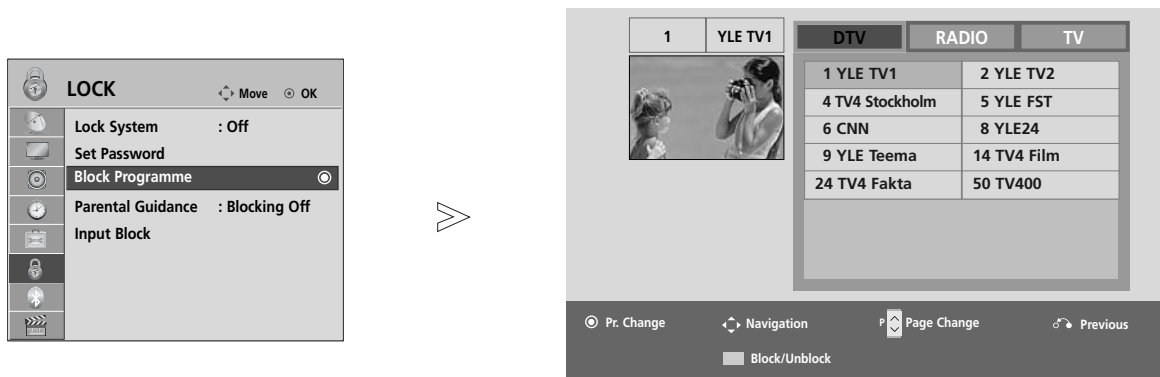 LOCK
Move OK
Lock System : Off
Set Password
Block Programme
Parental Guidance : Blocking Off
Input Block
1 YLE TV1
DTV RADIO TV
1 YLE TV1 2 YLE TV2
4 TV4 Stockholm 5 YLE FST
6 CNN 8 YLE24
9 YLE Teema 14 TV4 Film
24 TV4 Fakta 50 TV400
Pr. Change Navigation P Page Change Previous
Block/Unblock